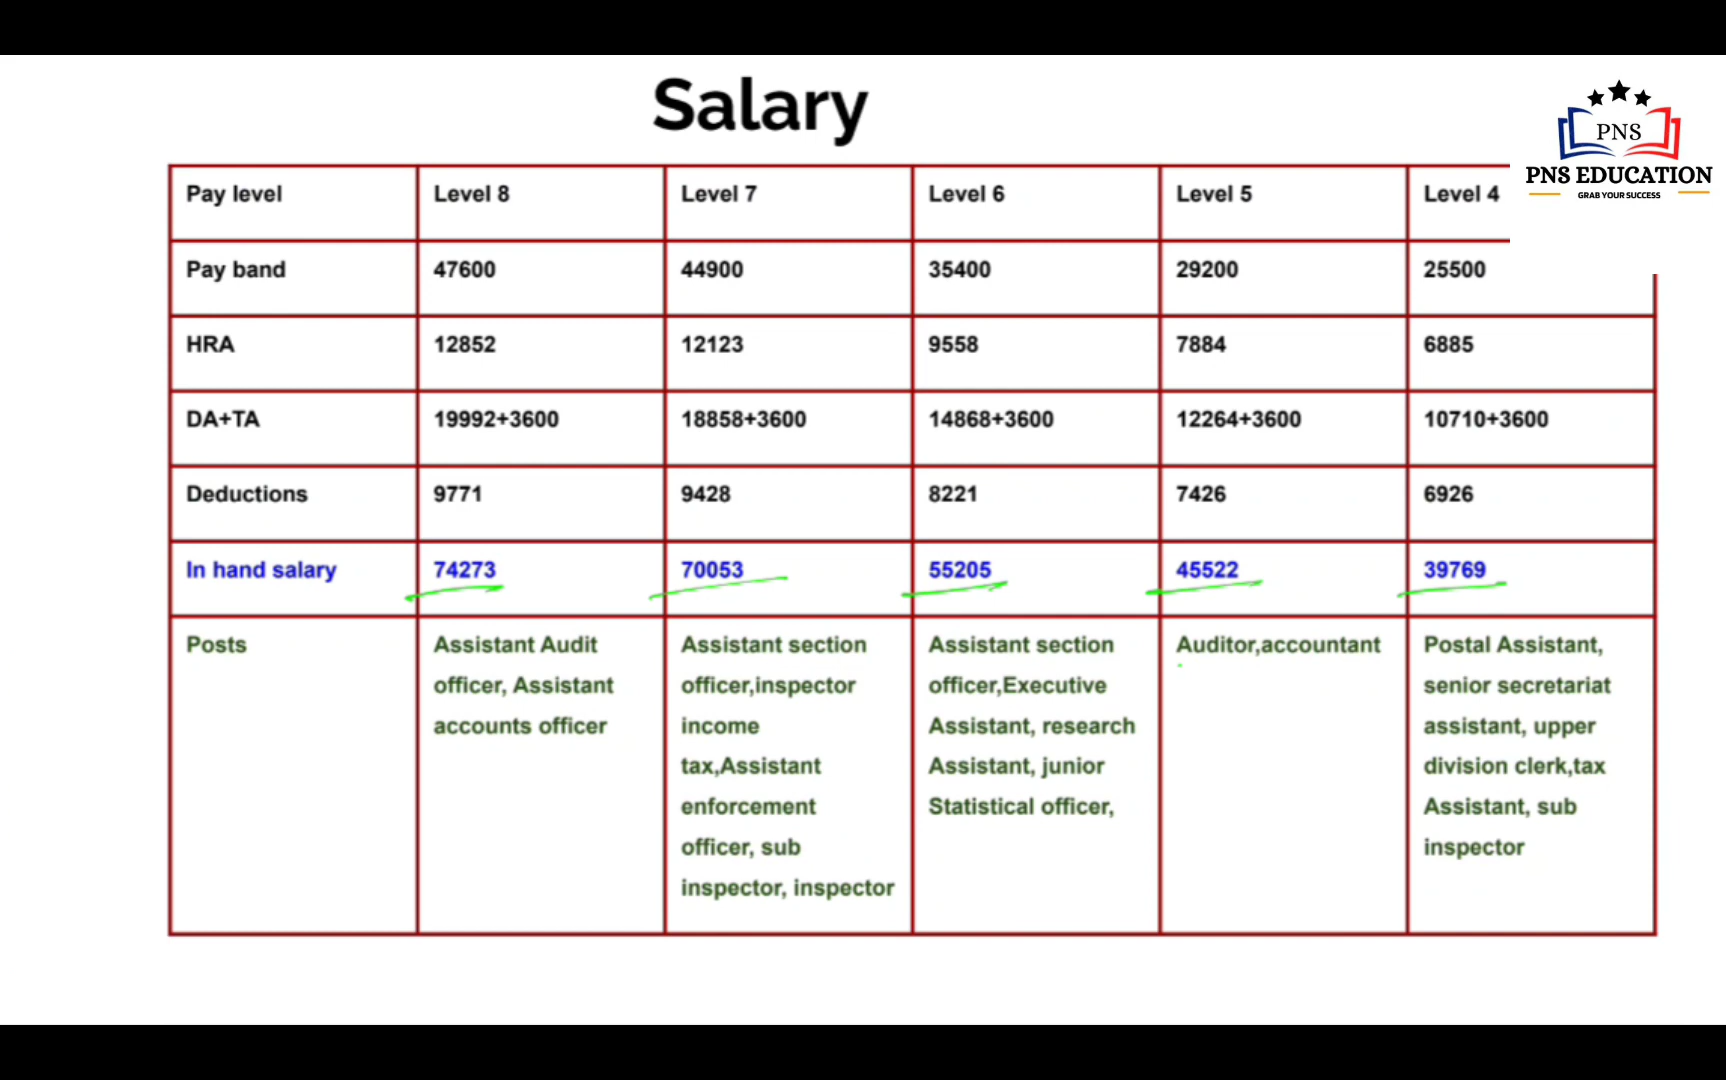 Salary
PNS
PNS EDUCATION
GRAB YOUR SUCCESS
Pay level Level 8 Level 7 Level 6 Level 5 Level 4
Pay band 47600 44900 35400 29200 25500
HRA 12852 12123 9558 7884 6885
DA+TA 19992+3600 18858+3600 14868+3600 12264+3600 10710+3600
Deductions 9771 9428 8221 7426 6926
In hand salary 74273 70053 55205 45522 39769
Posts
Assistant Audit
officer, Assistant
accounts officer
Assistant section
officer,inspector
income
tax,Assistant
enforcement
officer, sub
inspector, inspector
Assistant section
officer,Executive
Assistant, research
Assistant, junior
Statistical officer,
Auditor,accountant
Postal Assistant,
senior secretariat
assistant, upper
division clerk,tax
Assistant, sub
inspector